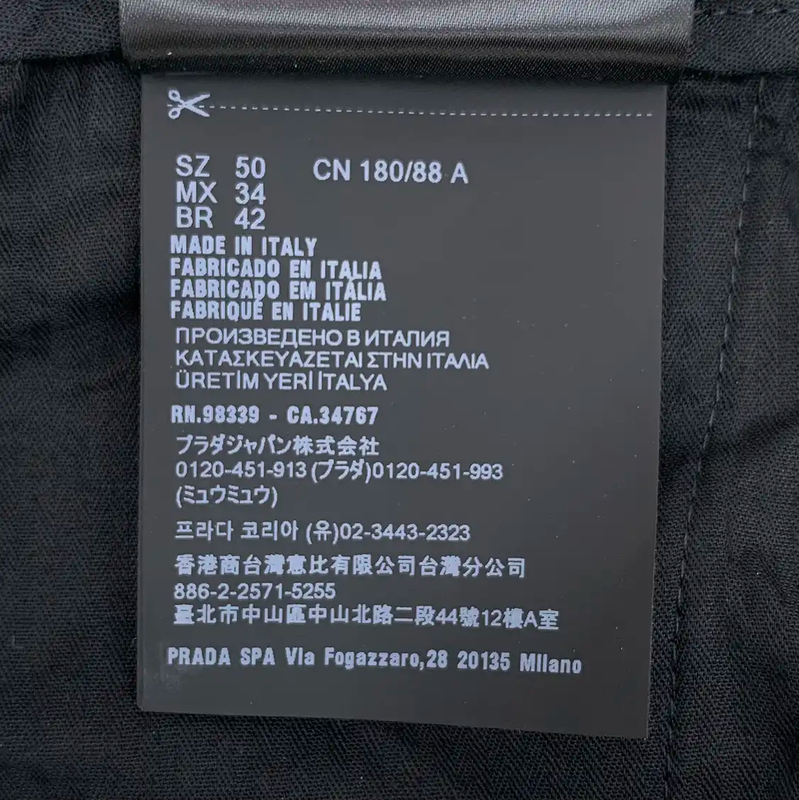 SZ 50 CN 180/88 A
MX 34
BR 42
MADE IN ITALY
FABRICADO EN ITALIA
FABRICADO EM ITÁLIA
FABRIQUÉ EN ITALIE
ПРОИЗВЕДЕНО В ИТАЛИЯ
ΚΑΤΑΣΚΕΥΑΖΕΤΑΙ ΣΤΗΝ ΙΤΑΛΙΑ
ÜRETİM YERİ İTALYA
RN.98339 - CA.34767
プラダジャパン株式会社
0120-451-913 (プラダ)0120-451-993
(ミュウミュウ)
프라다 코리아 (유)02-3443-2323
香港商台灣惠比有限公司台灣分公司
886-2-2571-5255
臺北市中山區中山北路二段44號12樓A室
PRADA SPA Via Fogazzaro,28 20135 Milano